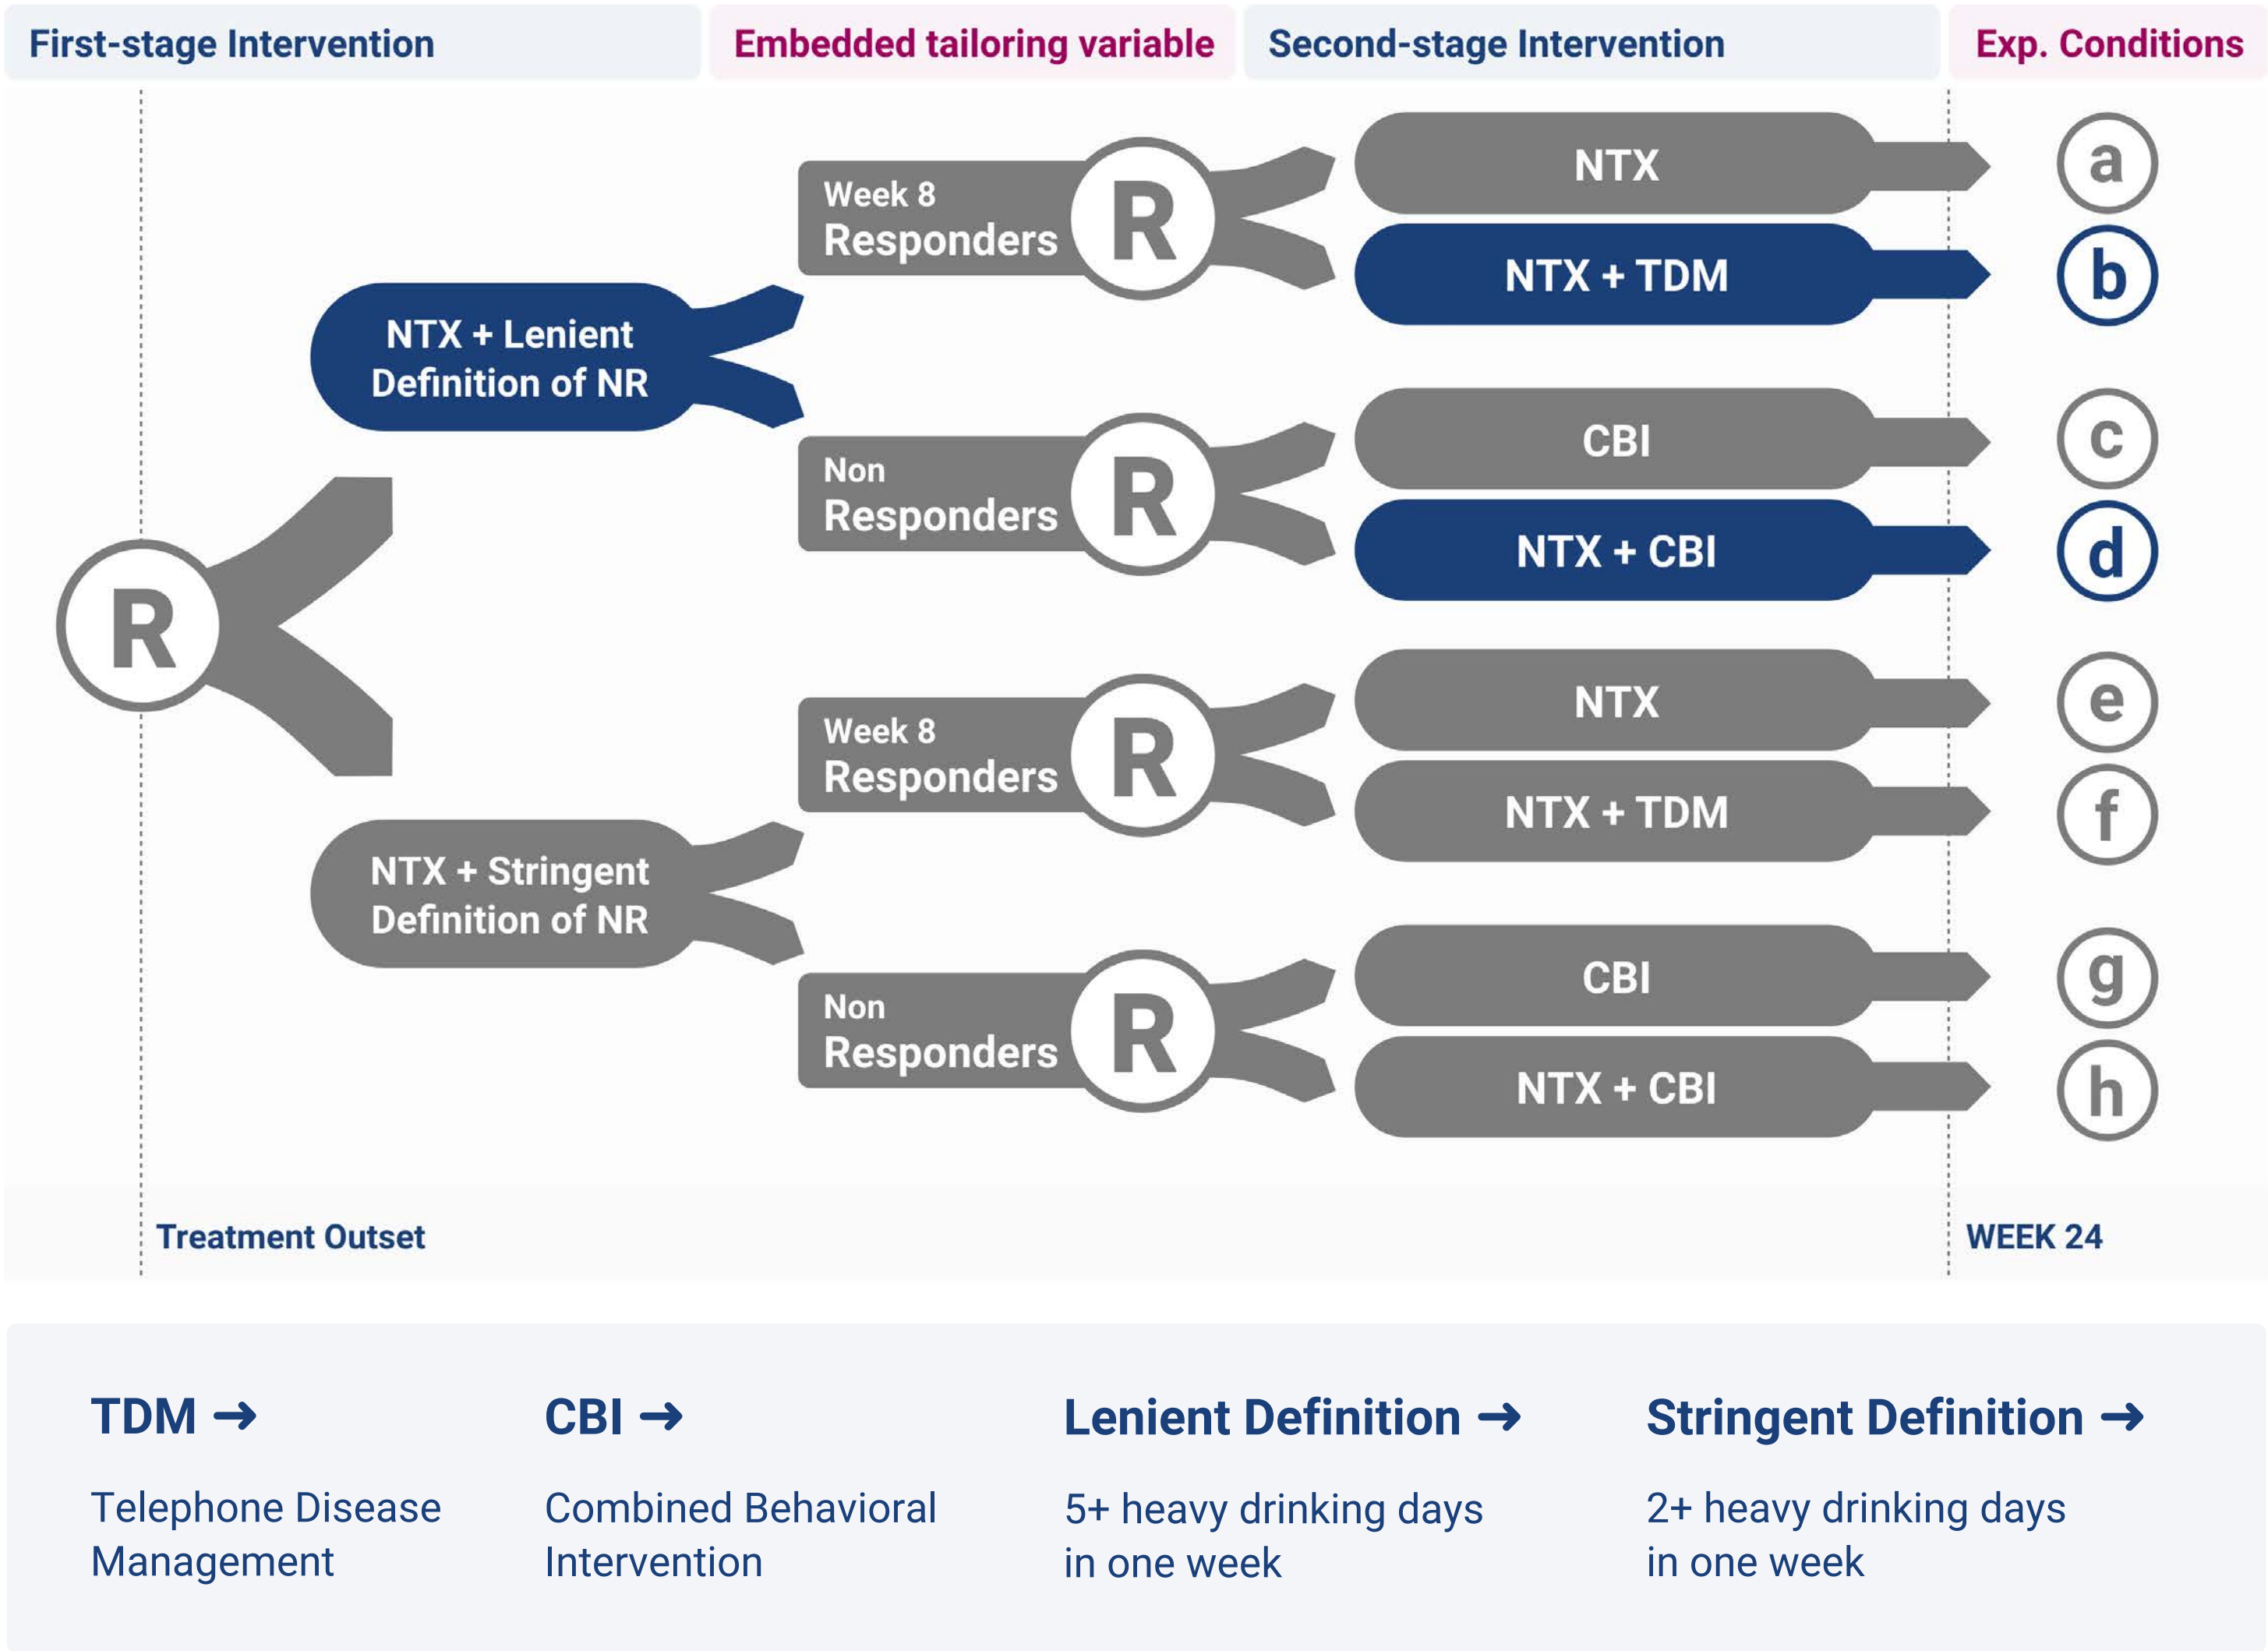 First-stage Intervention
Embedded tailoring variable
Second-stage Intervention
Exp. Conditions
R
NTX + Lenient
Definition of NR
Week 8
Responders
R
NTX
a
NTX + TDM
b
Non
Responders
R
CBI
c
NTX + CBI
d
NTX + Stringent
Definition of NR
Week 8
Responders
R
NTX
e
NTX + TDM
f
Non
Responders
R
CBI
g
NTX + CBI
h
Treatment Outset
WEEK 24
TDM →
Telephone Disease
Management
CBI →
Combined Behavioral
Intervention
Lenient Definition →
5+ heavy drinking days
in one week
Stringent Definition →
2+ heavy drinking days
in one week